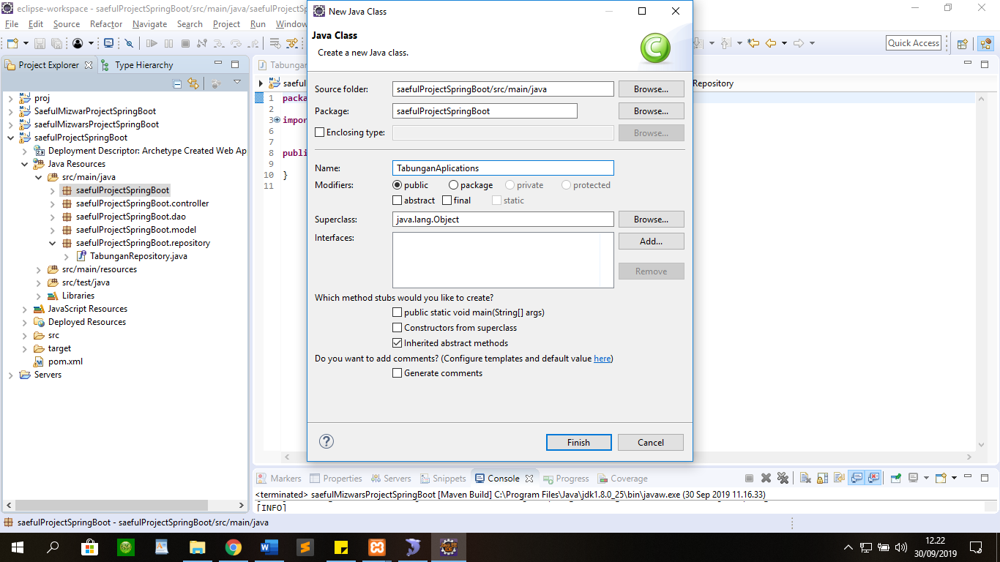 eclipse-workspace - saefulProjectSpringBoot/src/main/java/saefulProjectSp
New Java Class
File Edit Source Refactor Navigate Search Project Run Window
Java Class
Create a new Java class.
Quick Access
Project Explorer
Type Hierarchy
Tabungan
saeful
Repository
proj
SaefulMizwarProjectSpringBoot
saefulMizwarsProjectSpringBoot
saefulProjectSpringBoot
Deployment Descriptor: Archetype Created Web Ap
Java Resources
src/main/java
saefulProjectSpringBoot
saefulProjectSpringBoot.controller
saefulProjectSpringBoot.dao
saefulProjectSpringBoot.model
saefulProjectSpringBoot.repository
TabunganRepository.java
src/main/resources
src/test/java
Libraries
JavaScript Resources
Deployed Resources
src
target
pom.xml
Servers
1 packa
2
3 impor
6
7
8 publi
9
10 }
11
Source folder: saefulProjectSpringBoot/src/main/java Browse...
Package: saefulProjectSpringBoot Browse...
Enclosing type: Browse...
Name: TabunganAplications
Modifiers: public package private protected
abstract final static
Superclass: java.lang.Object Browse...
Interfaces: Add...
Remove
Which method stubs would you like to create?
public static void main(String[] args)
Constructors from superclass
Inherited abstract methods
Do you want to add comments? (Configure templates and default value here)
Generate comments
Finish Cancel
Markers Properties Servers Snippets Console Progress Coverage
<terminated> saefulMizwarsProjectSpringBoot [Maven Build] C:\Program Files\Java\jdk1.8.0_25\bin\javaw.exe (30 Sep 2019 11.16.33)
[INFO]
saefulProjectSpringBoot - saefulProjectSpringBoot/src/main/java
12.22
30/09/2019